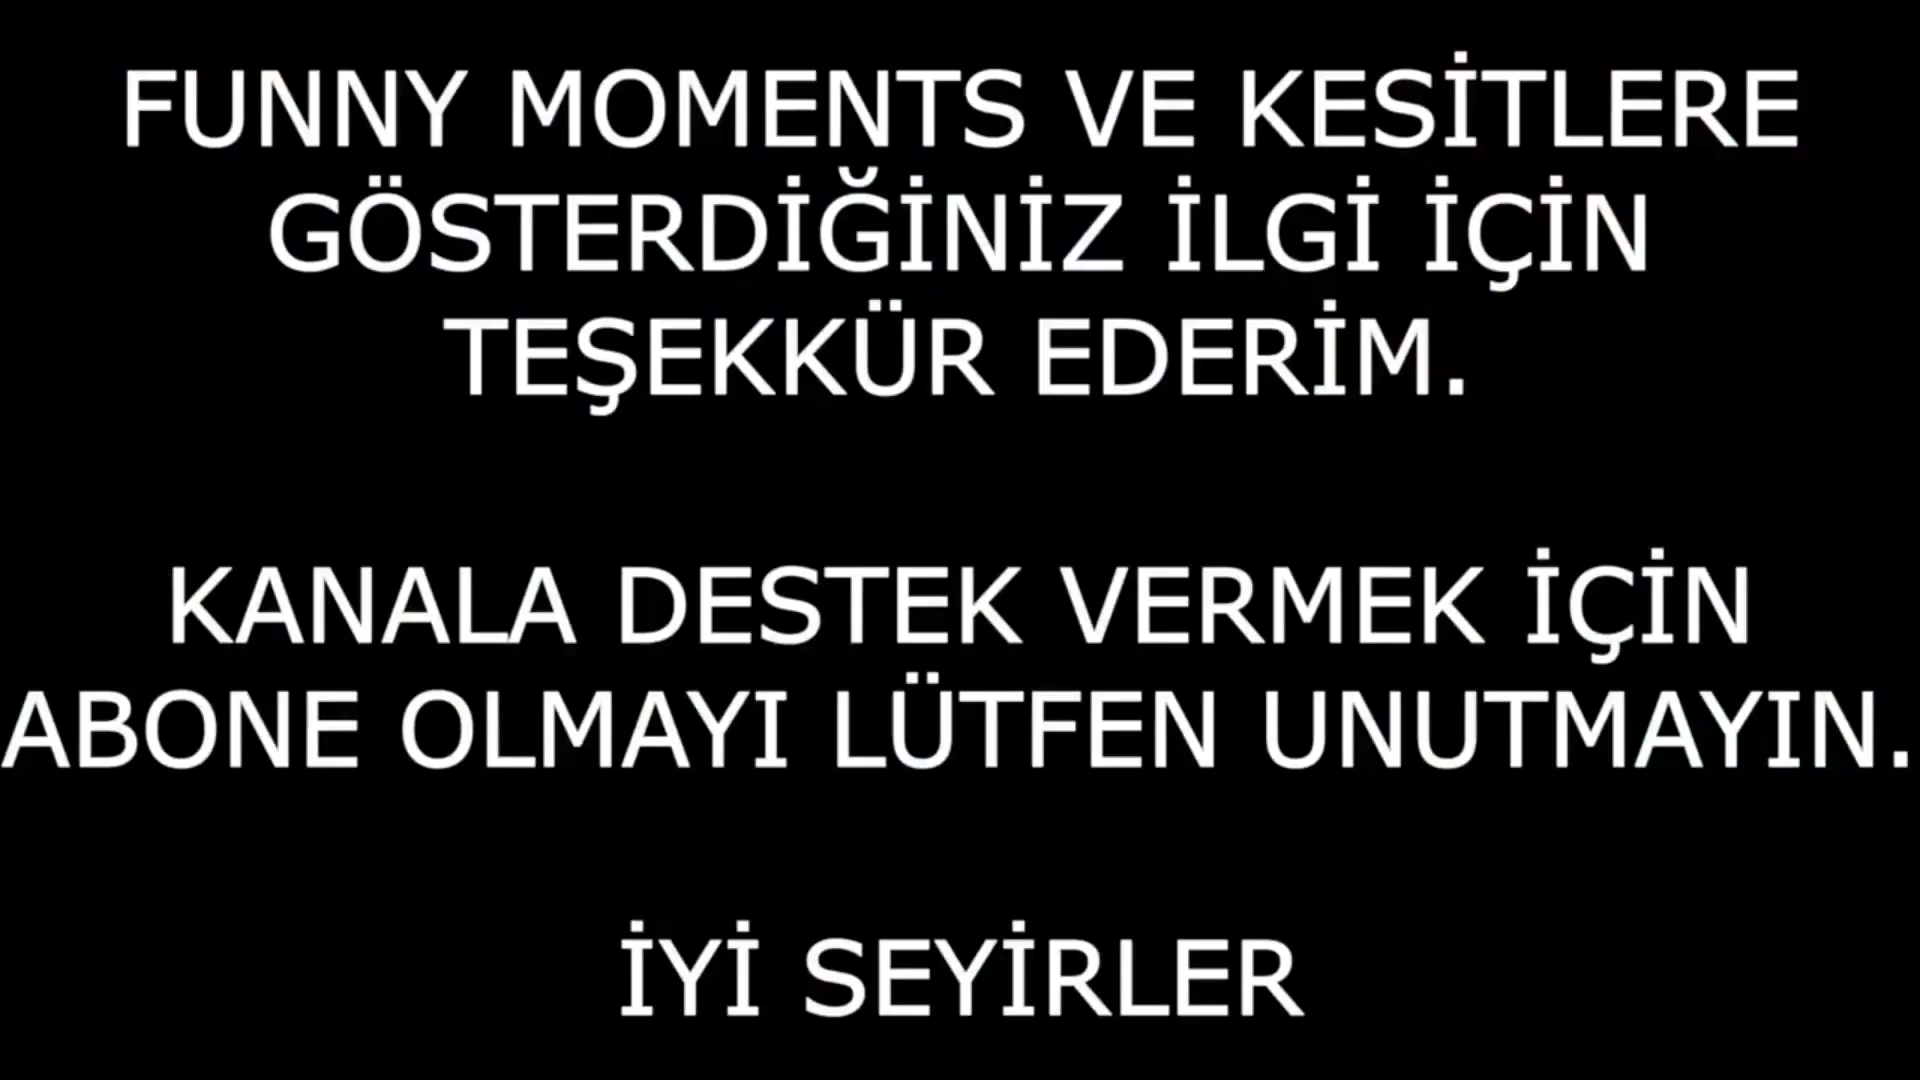 FUNNY MOMENTS VE KESİTLERE
GÖSTERDİĞİNİZ İLGİ İÇİN
TEŞEKKÜR EDERİM.
KANALA DESTEK VERMEK İÇİN
ABONE OLMAYI LÜTFEN UNUTMAYIN.
İYİ SEYİRLER